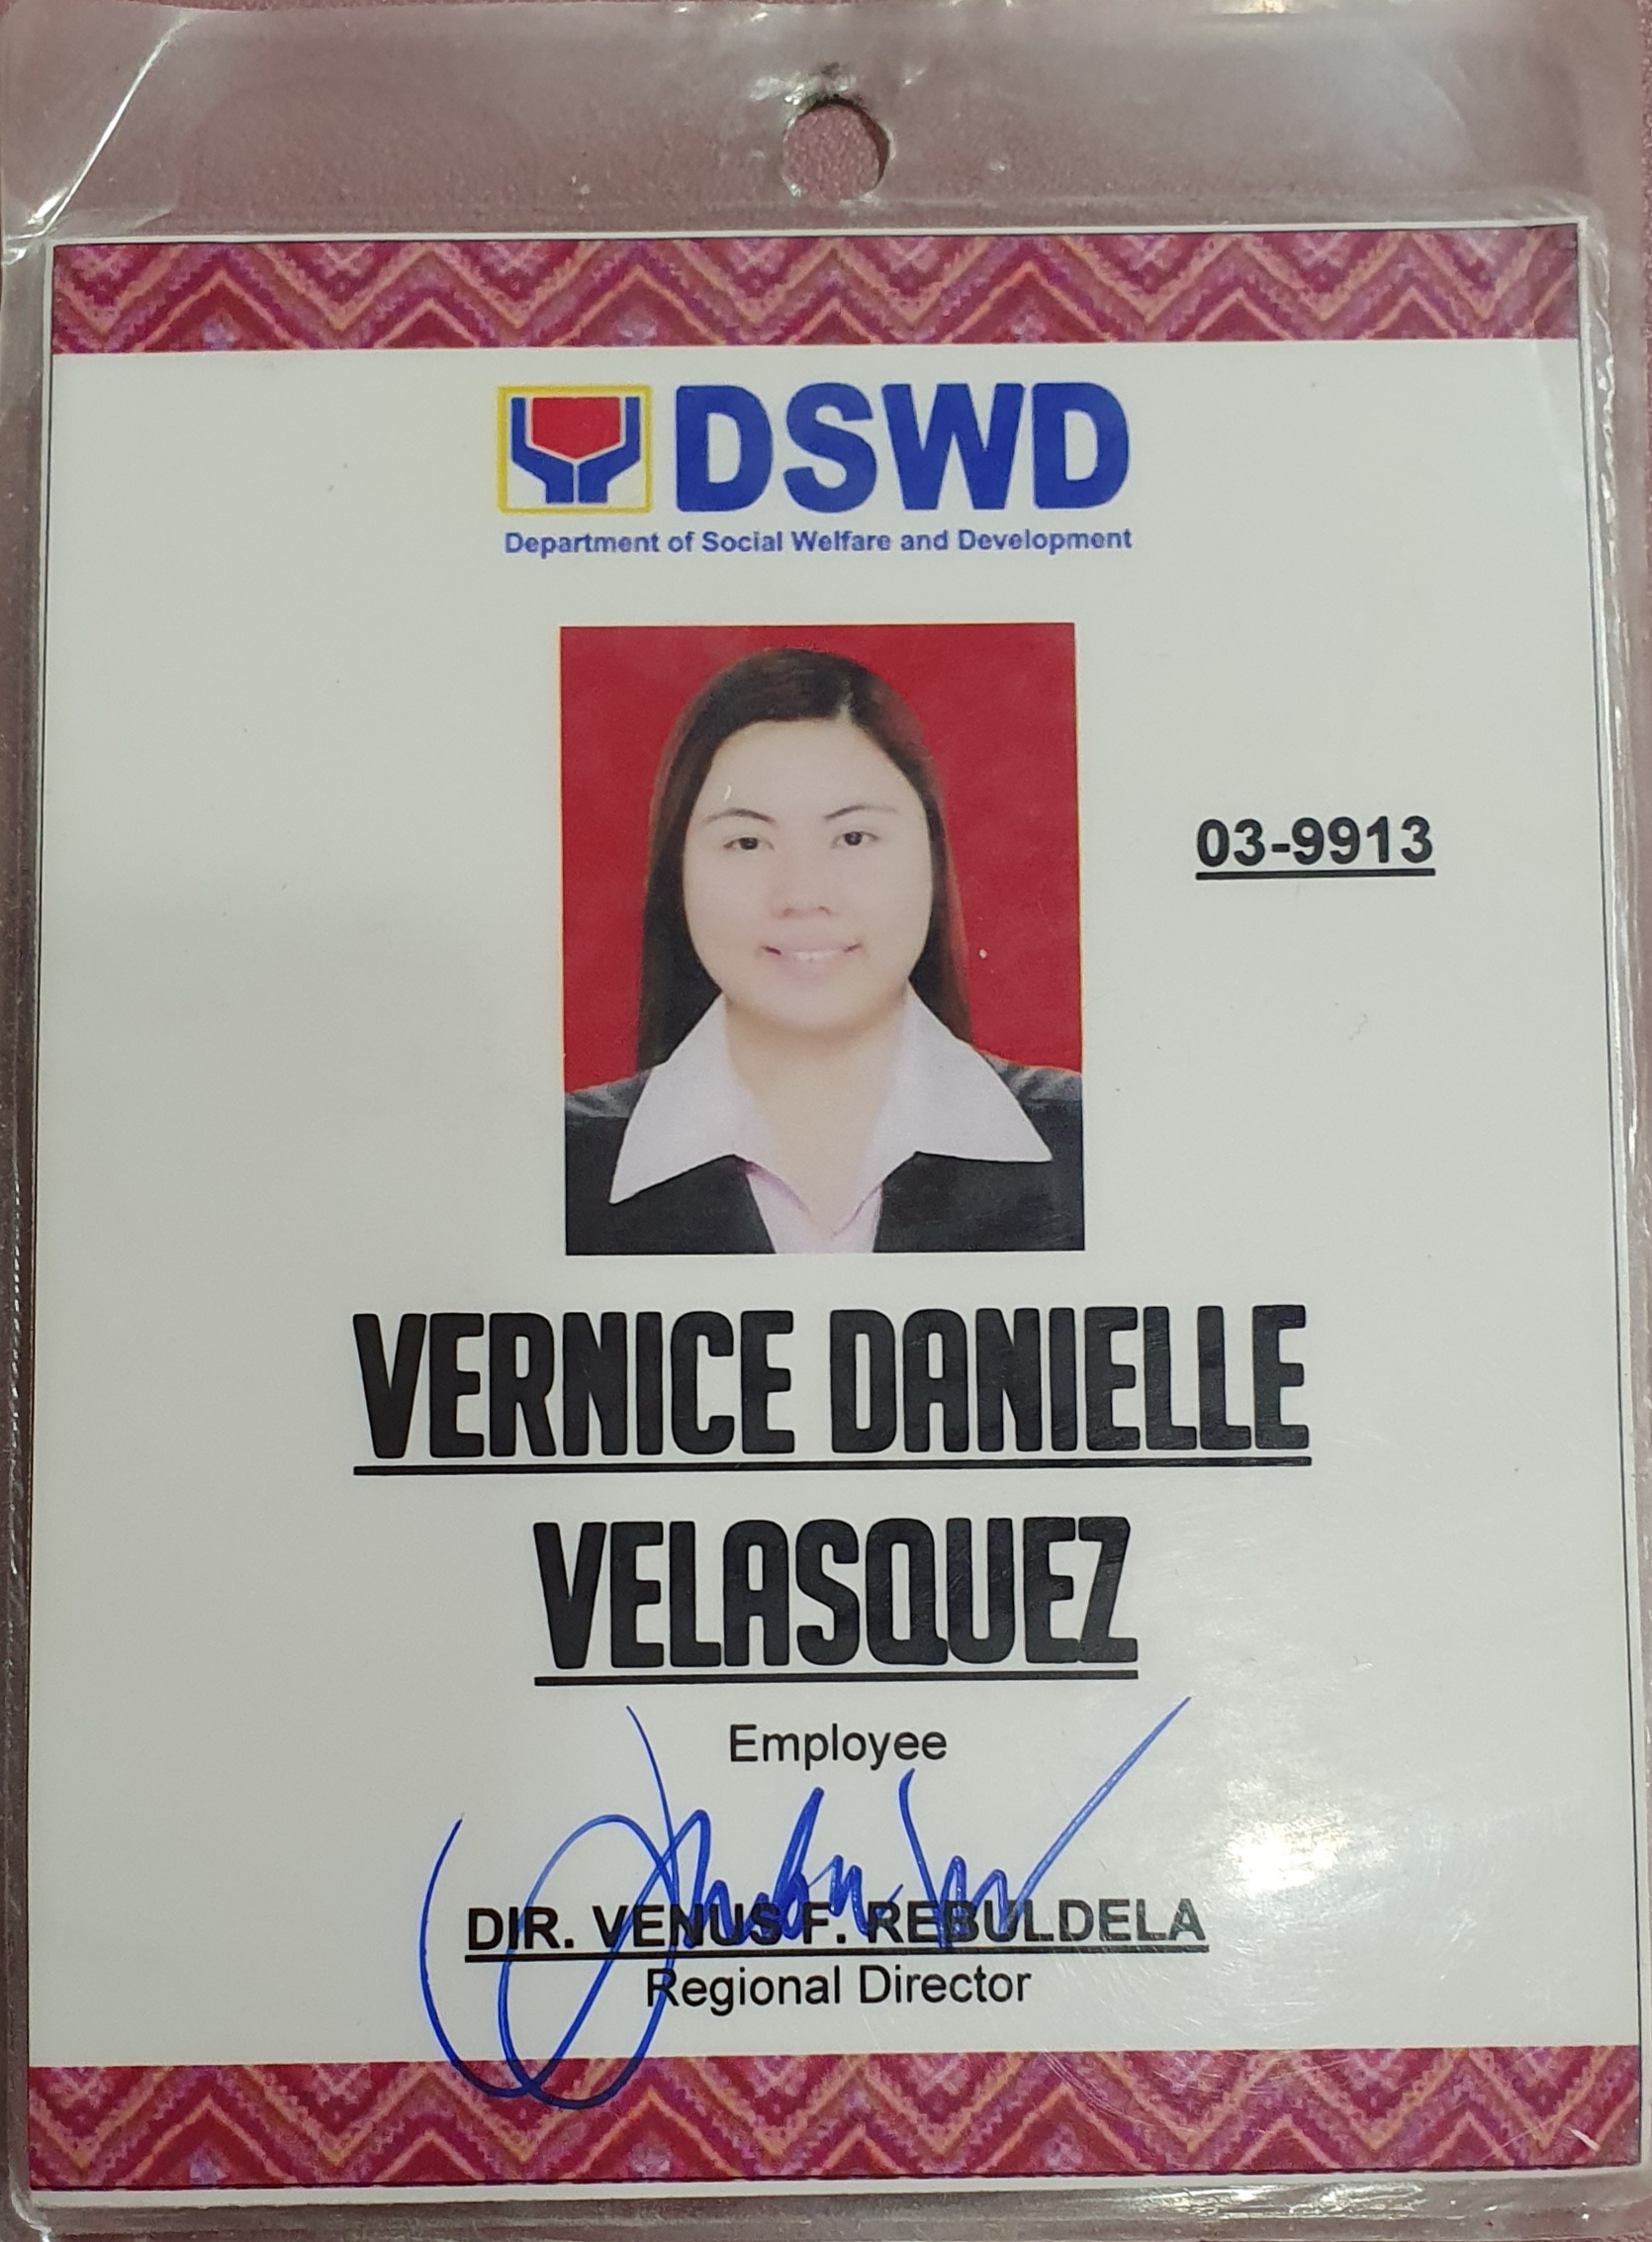 DSWD
Department of Social Welfare and Development
03-9913
VERNICE DANIELLE
VELASQUEZ
Employee
DIR. VENUS F. REBULDELA
Regional Director